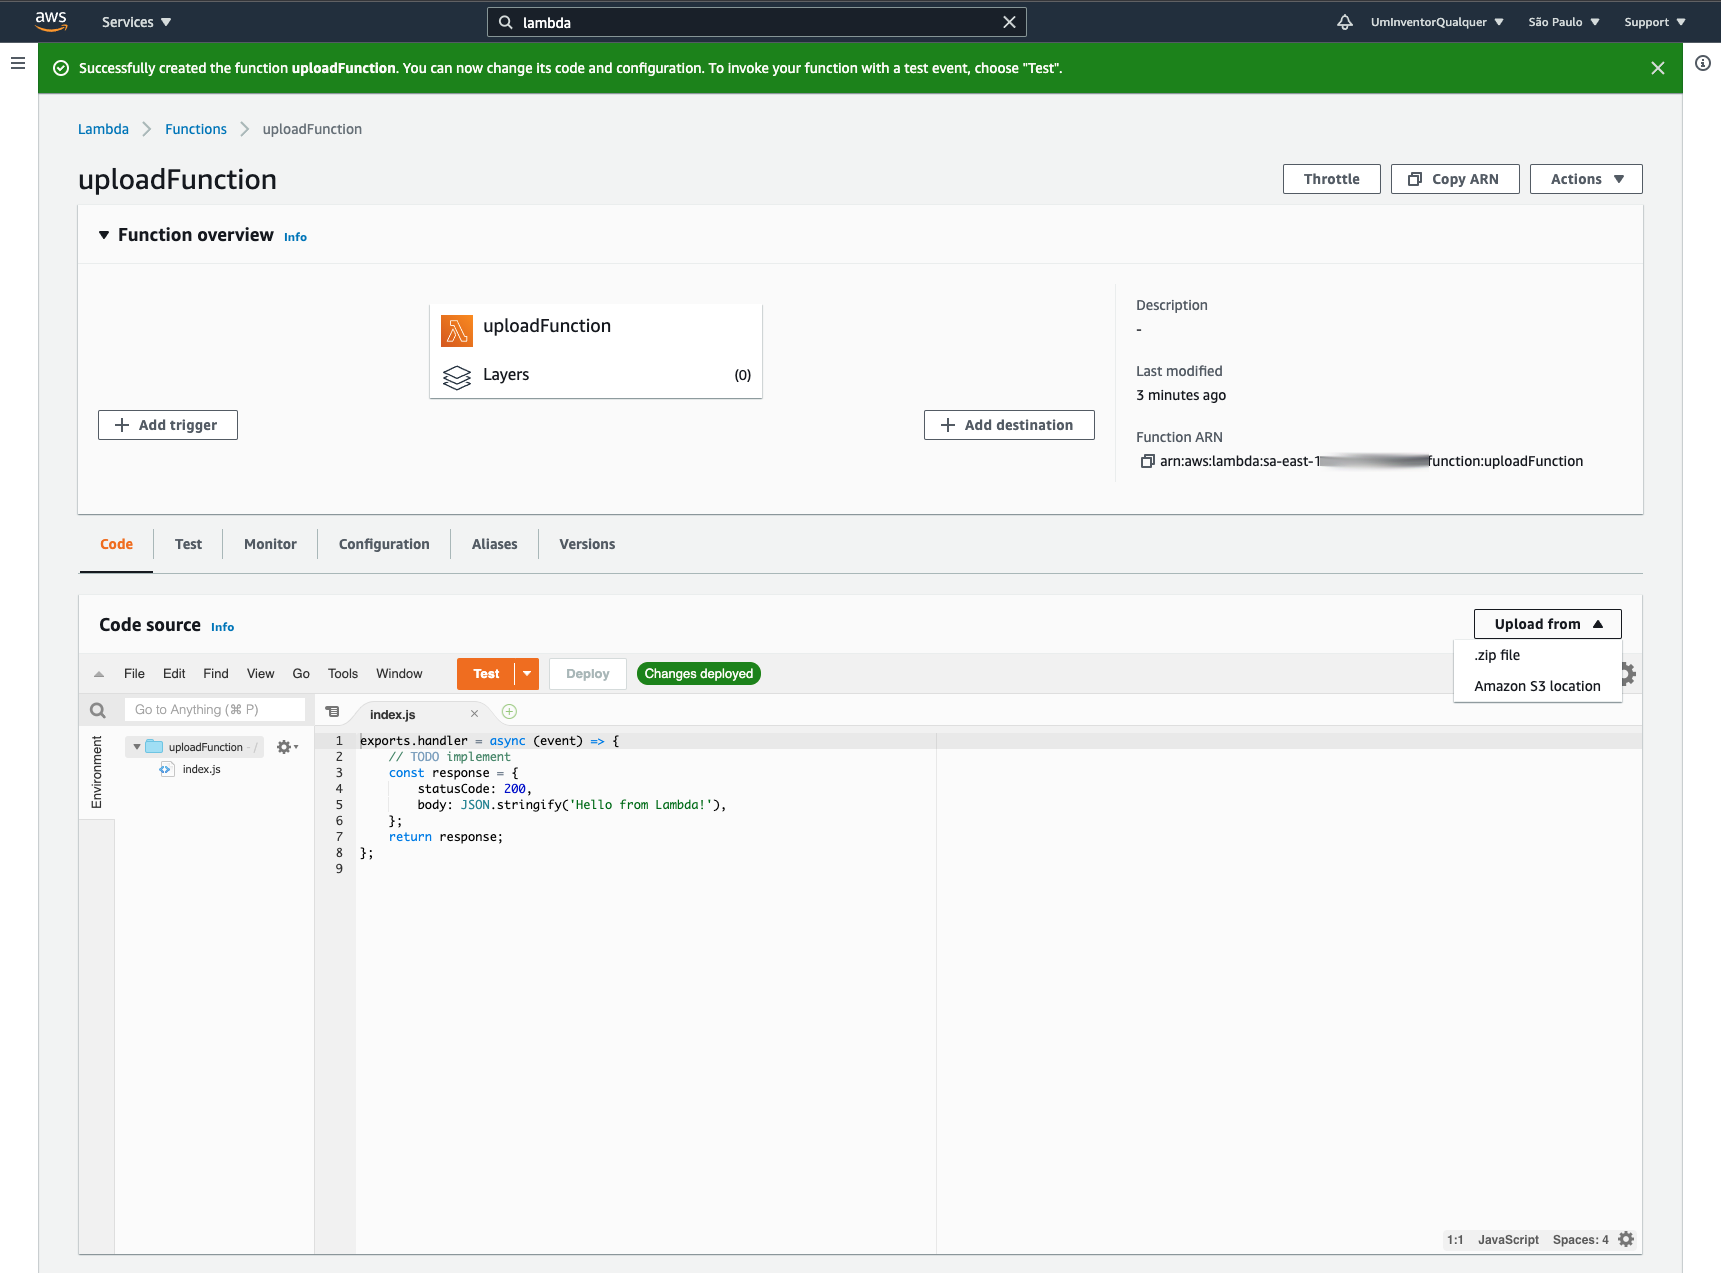 aws Services lambda UmInventorQualquer São Paulo Support
Successfully created the function uploadFunction. You can now change its code and configuration. To invoke your function with a test event, choose "Test".
Lambda Functions uploadFunction
uploadFunction
Throttle Copy ARN Actions
Function overview Info
uploadFunction
Layers (0)
Add trigger
Add destination
Description
-
Last modified
3 minutes ago
Function ARN
arn:aws:lambda:sa-east-1 function:uploadFunction
Code Test Monitor Configuration Aliases Versions
Code source Info
Upload from
.zip file
Amazon S3 location
File Edit Find View Go Tools Window Test Deploy Changes deployed
Go to Anything (⌘ P)
Environment
uploadFunction - /
index.js
index.js
1 exports.handler = async (event) => {
2     // TODO implement
3     const response = {
4         statusCode: 200,
5         body: JSON.stringify('Hello from Lambda!'),
6     };
7     return response;
8 };
9
1:1 JavaScript Spaces: 4